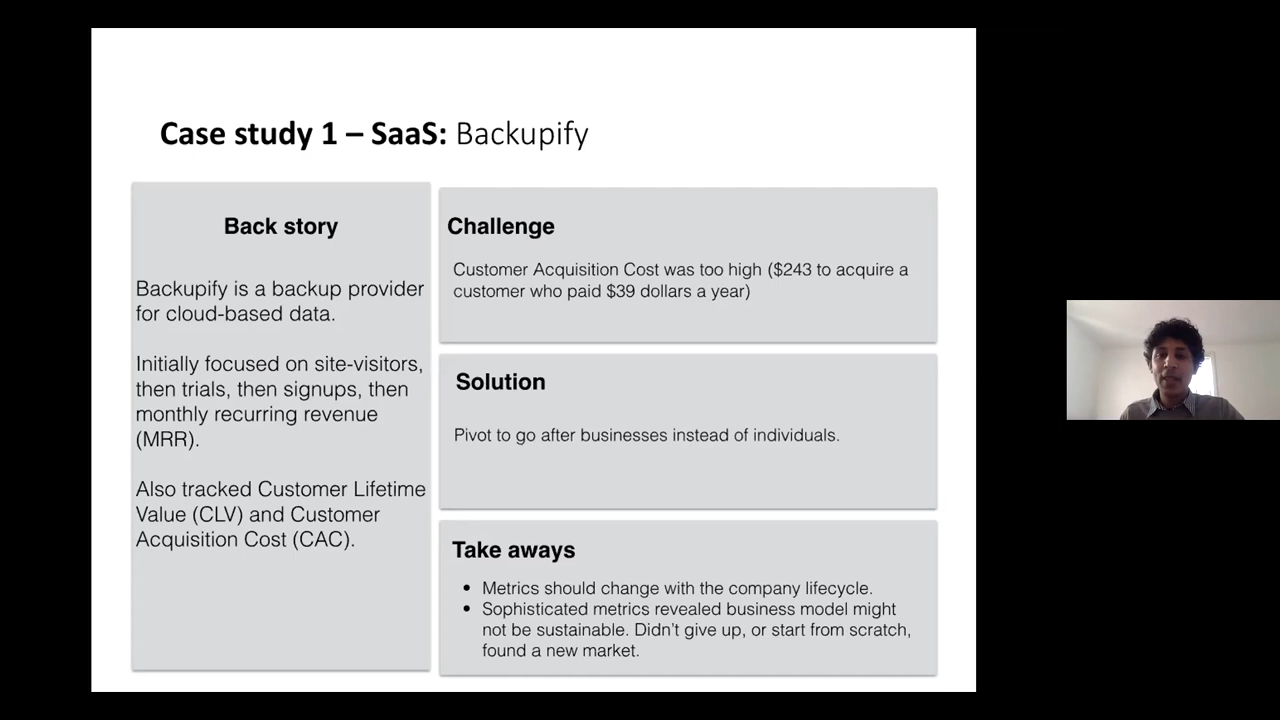 Case study 1 – SaaS: Backupify
Back story
Backupify is a backup provider
for cloud-based data.
Initially focused on site-visitors,
then trials, then signups, then
monthly recurring revenue
(MRR).
Also tracked Customer Lifetime
Value (CLV) and Customer
Acquisition Cost (CAC).
Challenge
Customer Acquisition Cost was too high ($243 to acquire a
customer who paid $39 dollars a year)
Solution
Pivot to go after businesses instead of individuals.
Take aways
• Metrics should change with the company lifecycle.
• Sophisticated metrics revealed business model might
not be sustainable. Didn't give up, or start from scratch,
found a new market.